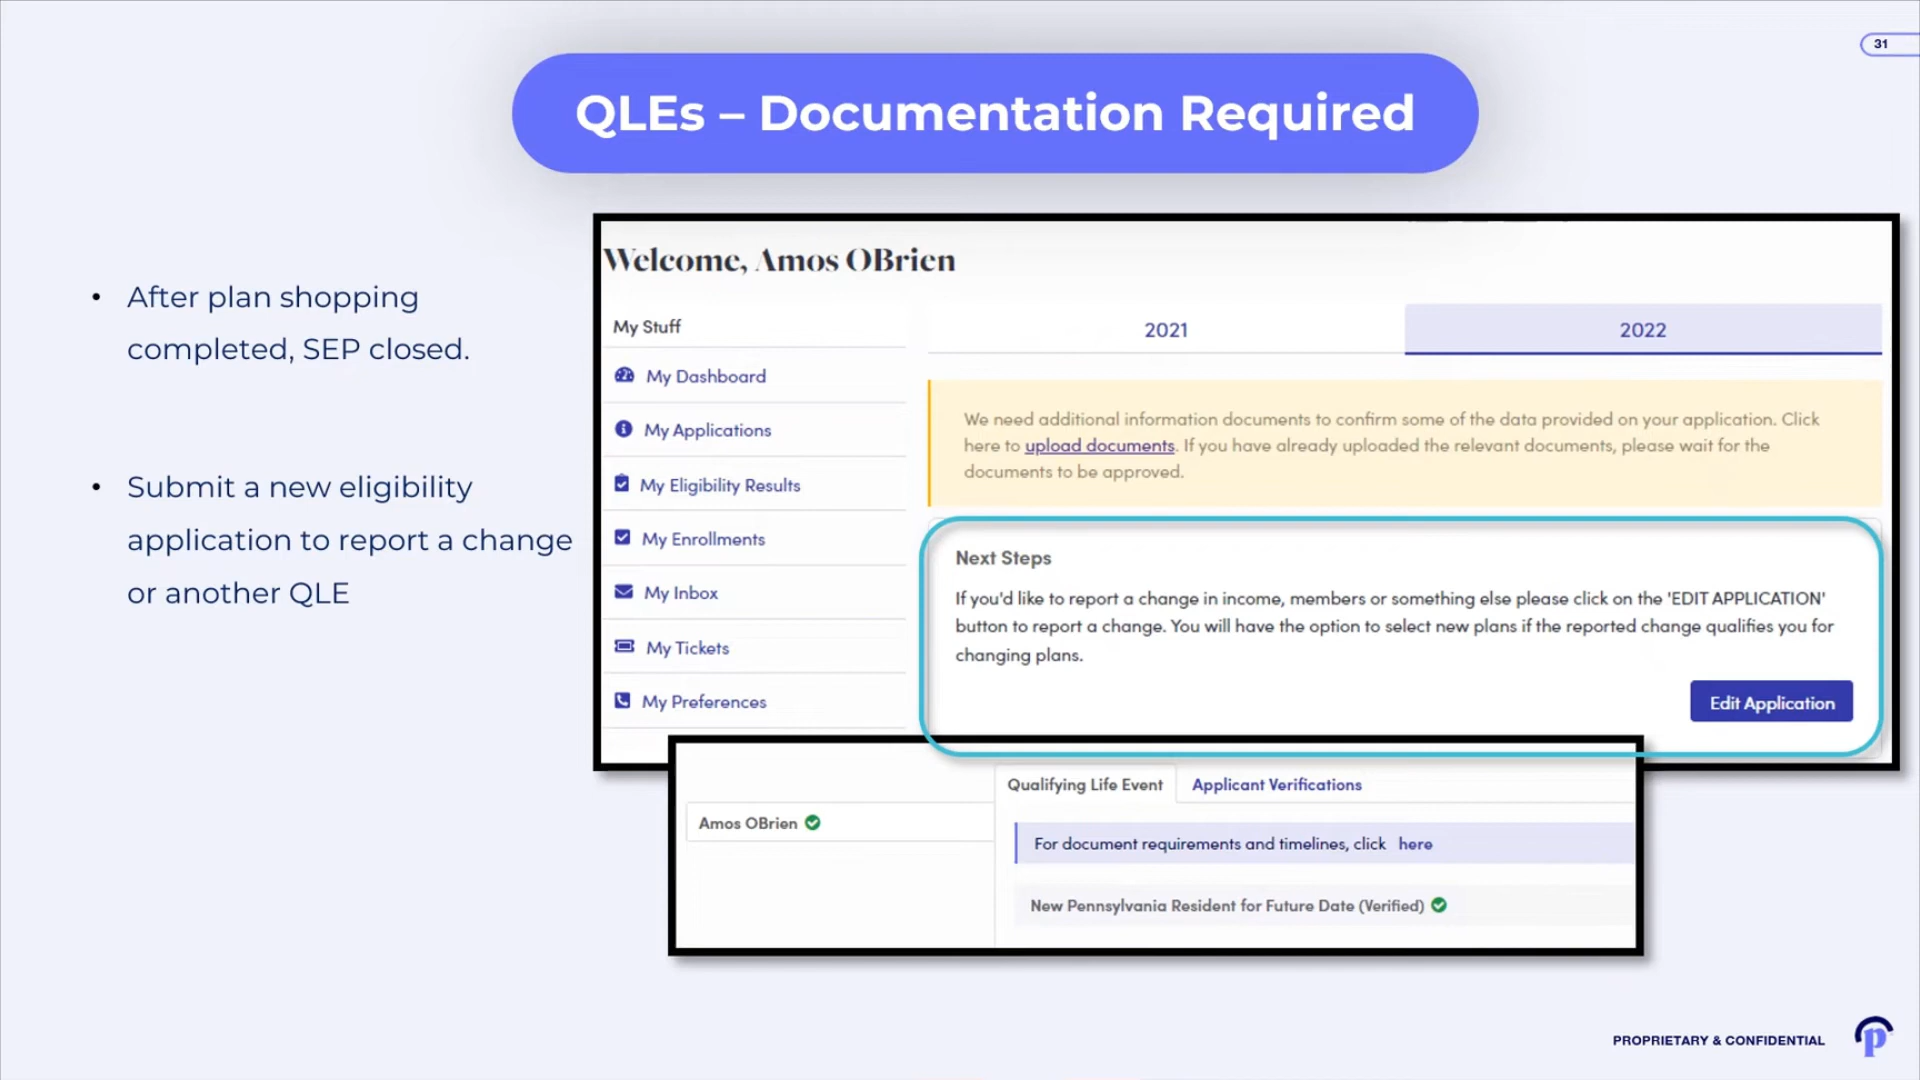 31
QLEs – Documentation Required
• After plan shopping
completed, SEP closed.
• Submit a new eligibility
application to report a change
or another QLE
Welcome, Amos OBrien
My Stuff
My Dashboard
My Applications
My Eligibility Results
My Enrollments
My Inbox
My Tickets
My Preferences
2021 2022
We need additional information documents to confirm some of the data provided on your application. Click
here to upload documents. If you have already uploaded the relevant documents, please wait for the
documents to be approved.
Next Steps
If you'd like to report a change in income, members or something else please click on the 'EDIT APPLICATION'
button to report a change. You will have the option to select new plans if the reported change qualifies you for
changing plans.
Edit Application
Amos OBrien
Qualifying Life Event Applicant Verifications
For document requirements and timelines, click here
New Pennsylvania Resident for Future Date (Verified)
PROPRIETARY & CONFIDENTIAL
p